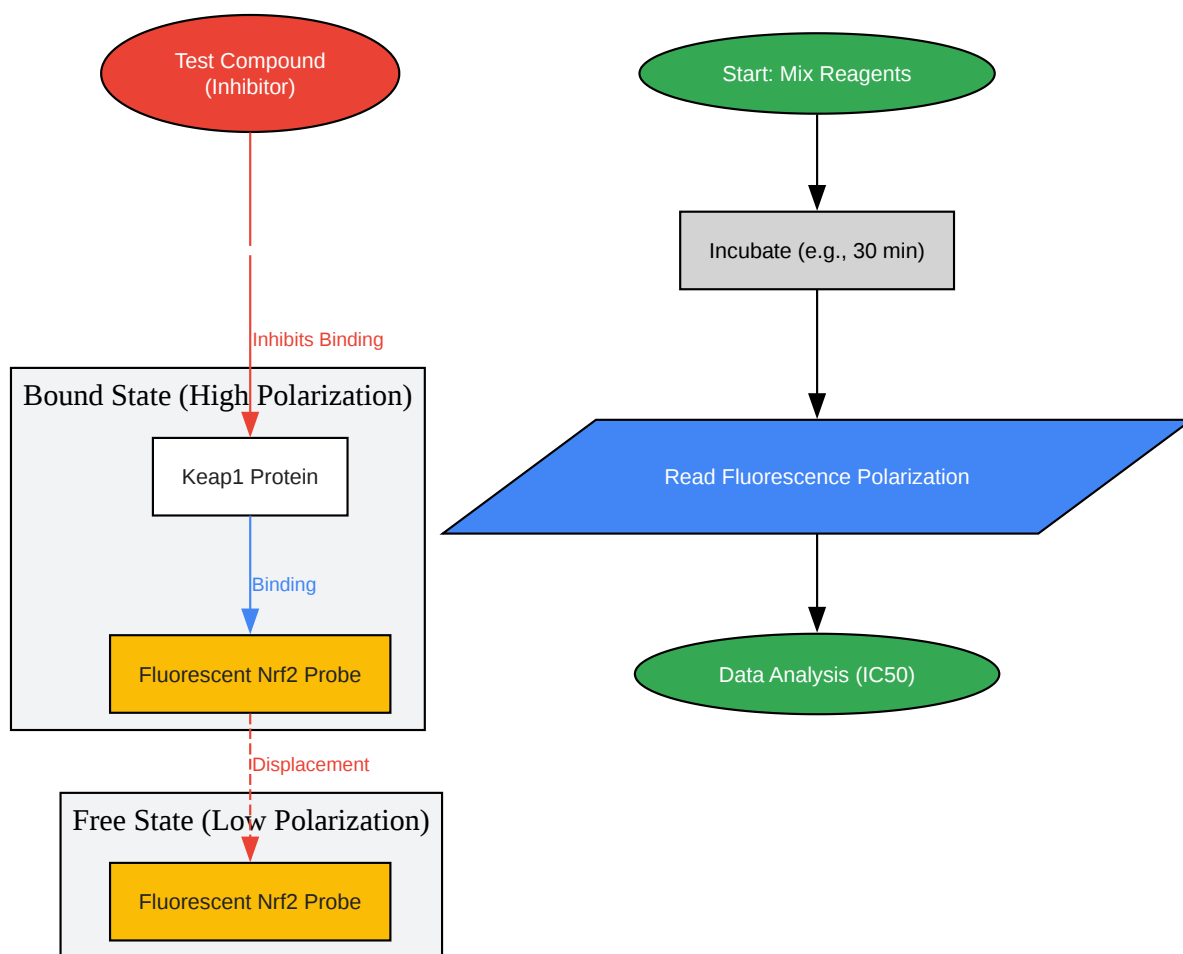 Test Compound
(Inhibitor)
Inhibits Binding
Bound State (High Polarization)
Keap1 Protein
Binding
Fluorescent Nrf2 Probe
Displacement
Free State (Low Polarization)
Fluorescent Nrf2 Probe
Start: Mix Reagents
Incubate (e.g., 30 min)
Read Fluorescence Polarization
Data Analysis (IC50)